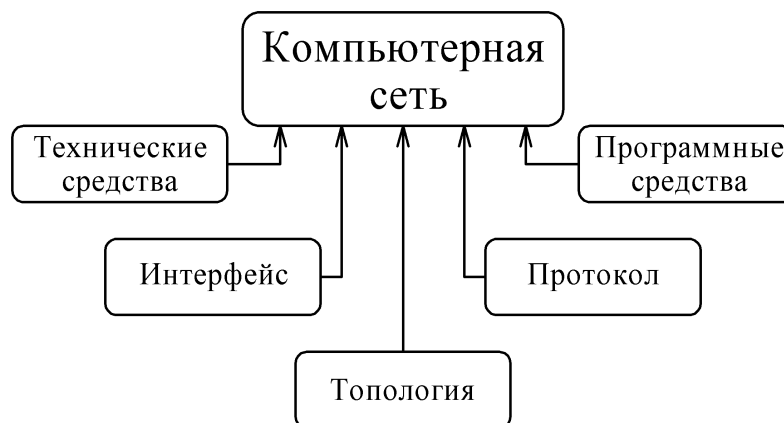 Компьютерная
сеть
Технические
средства
Программные
средства
Интерфейс
Протокол
Топология